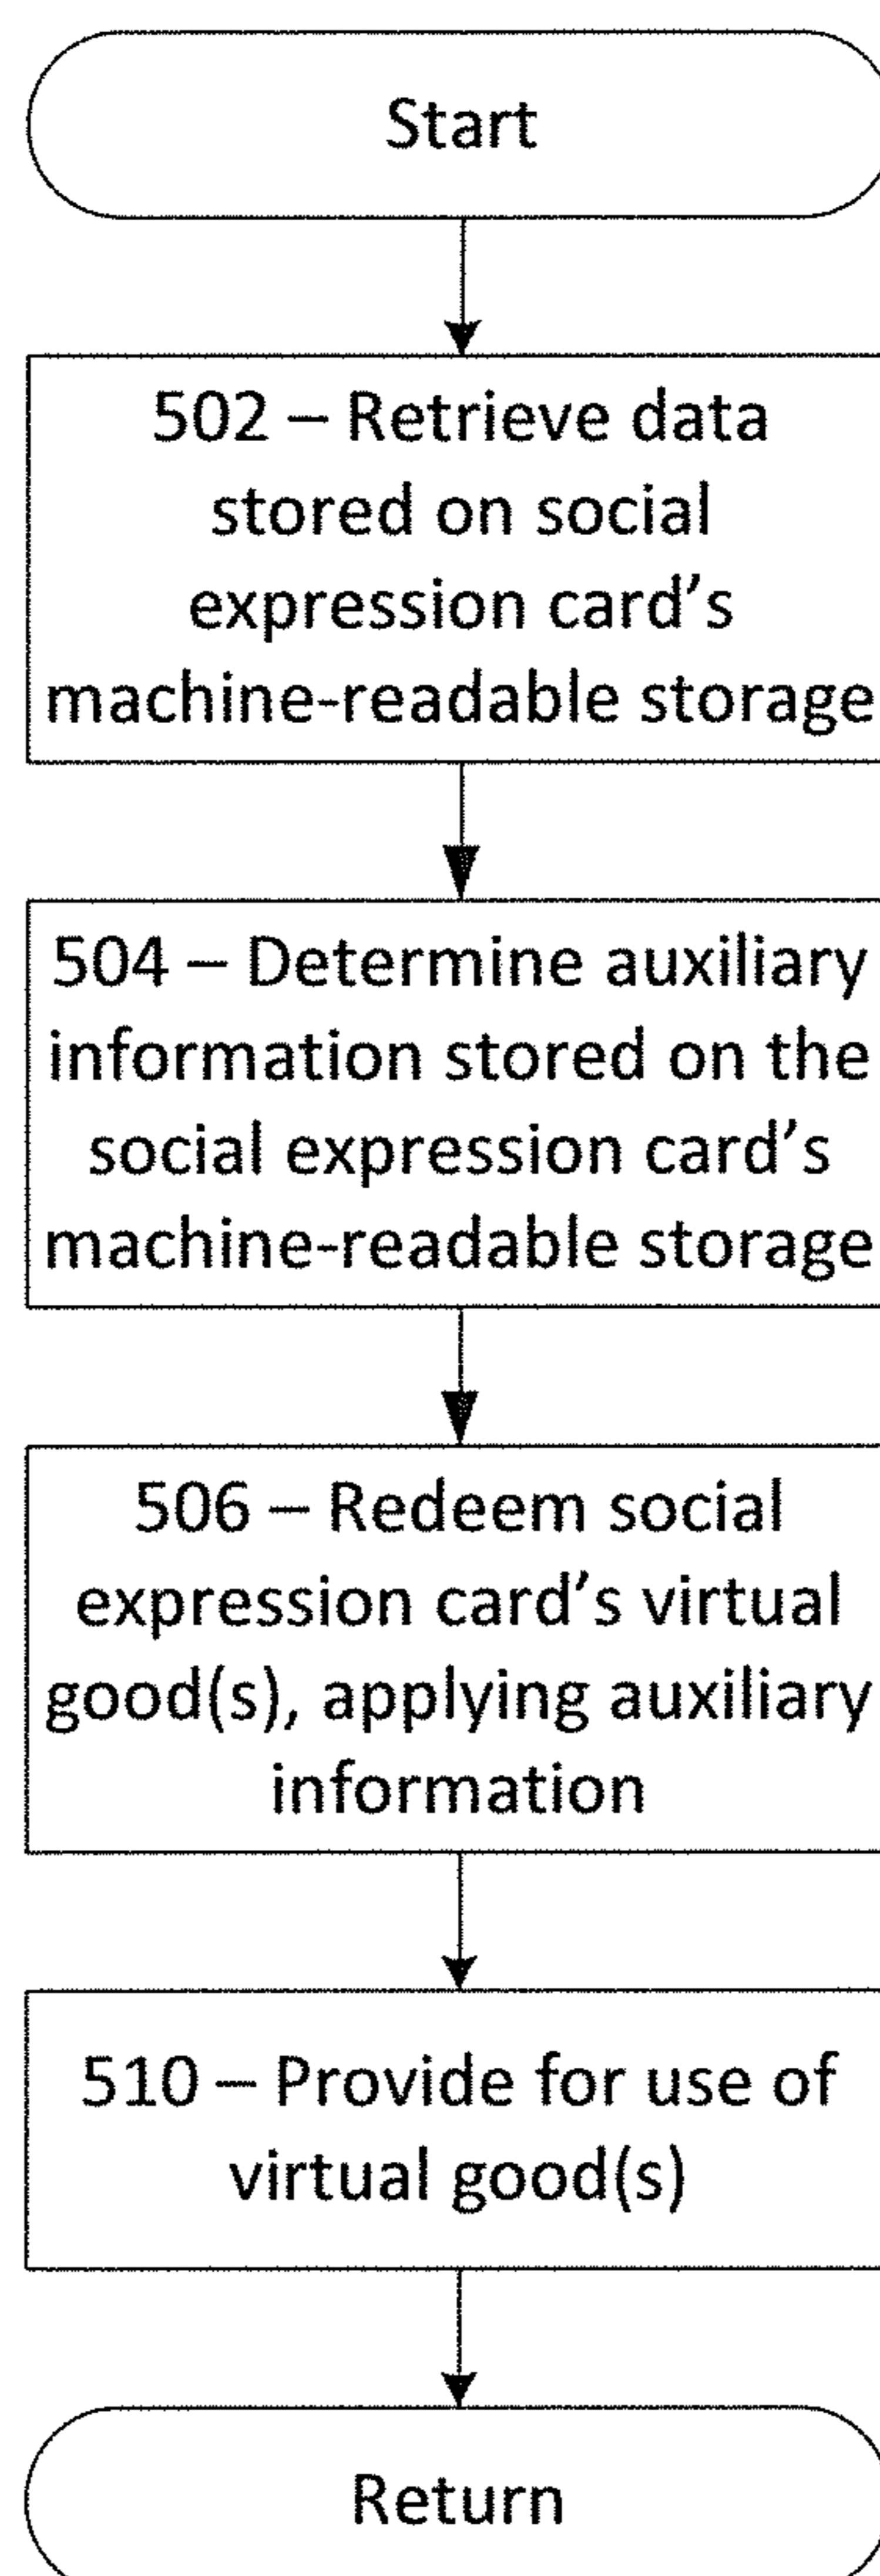 Start
502 – Retrieve data
stored on social
expression card’s
machine-readable storage
504 – Determine auxiliary
information stored on the
social expression card’s
machine-readable storage
506 – Redeem social
expression card’s virtual
good(s), applying auxiliary
information
510 – Provide for use of
virtual good(s)
Return